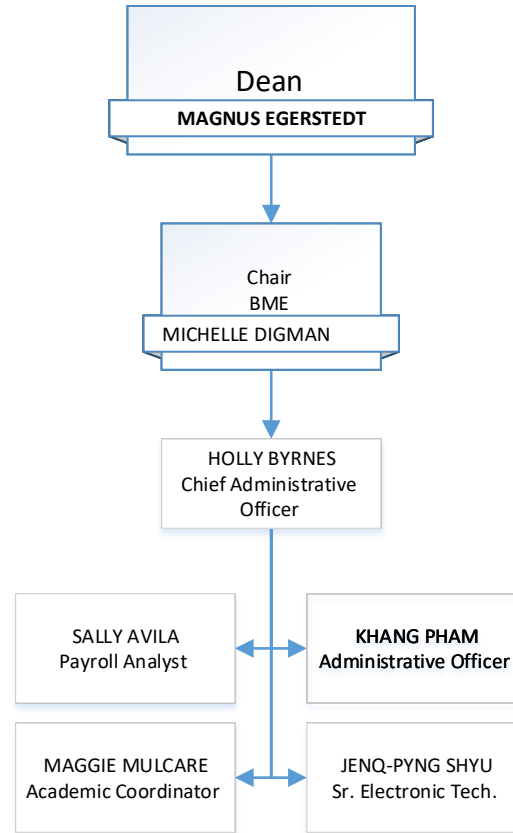 Dean
MAGNUS EGERSTEDT
Chair
BME
MICHELLE DIGMAN
HOLLY BYRNES
Chief Administrative
Officer
SALLY AVILA
Payroll Analyst
KHANG PHAM
Administrative Officer
MAGGIE MULCARE
Academic Coordinator
JENQ-PYNG SHYU
Sr. Electronic Tech.